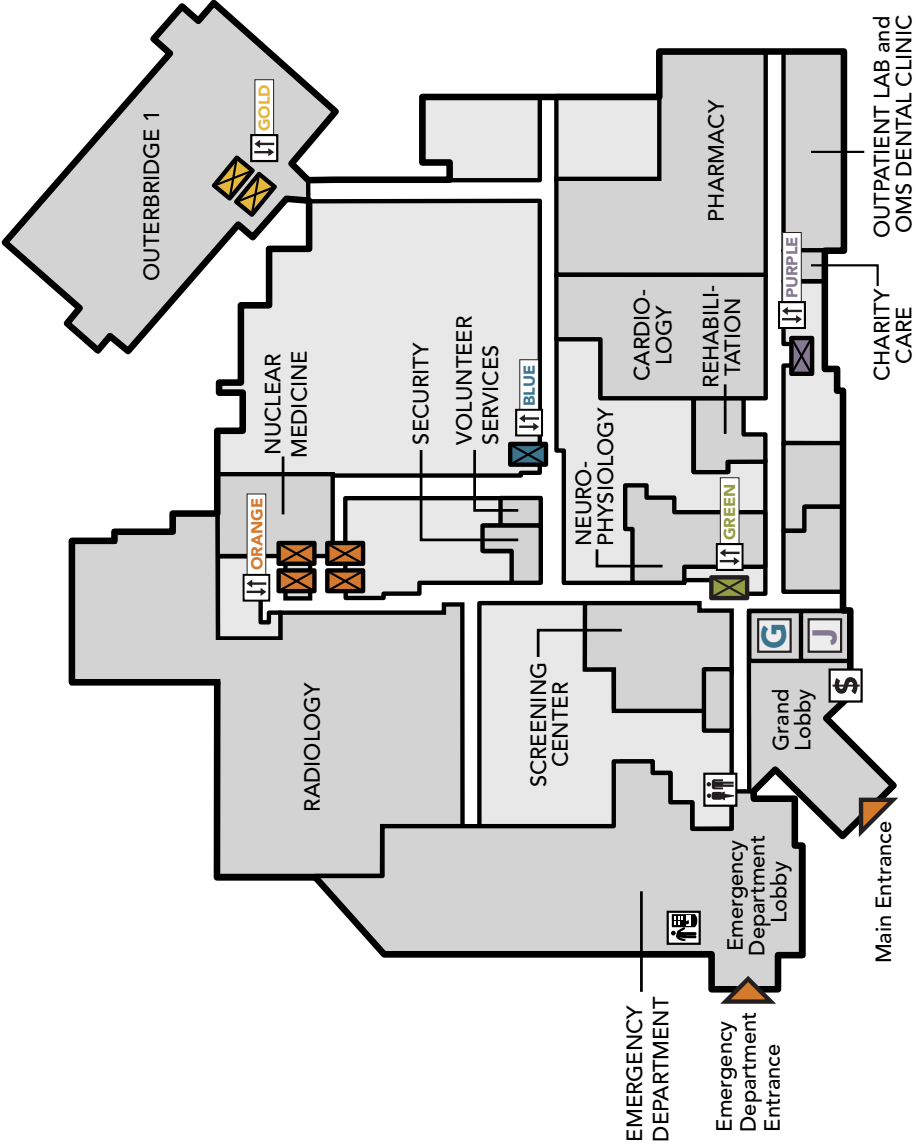 OUTERBRIDGE 1
GOLD
NUCLEAR
MEDICINE
ORANGE
SECURITY
VOLUNTEER
SERVICES
BLUE
RADIOLOGY
SCREENING
CENTER
NEURO-
PHYSIOLOGY
CARDIO-
LOGY
REHABILI-
TATION
PHARMACY
GREEN
PURPLE
OUTPATIENT LAB and
OMS DENTAL CLINIC
CHARITY
CARE
G
J
$
Grand
Lobby
Main Entrance
Emergency
Department
Lobby
EMERGENCY
DEPARTMENT
Emergency
Department
Entrance